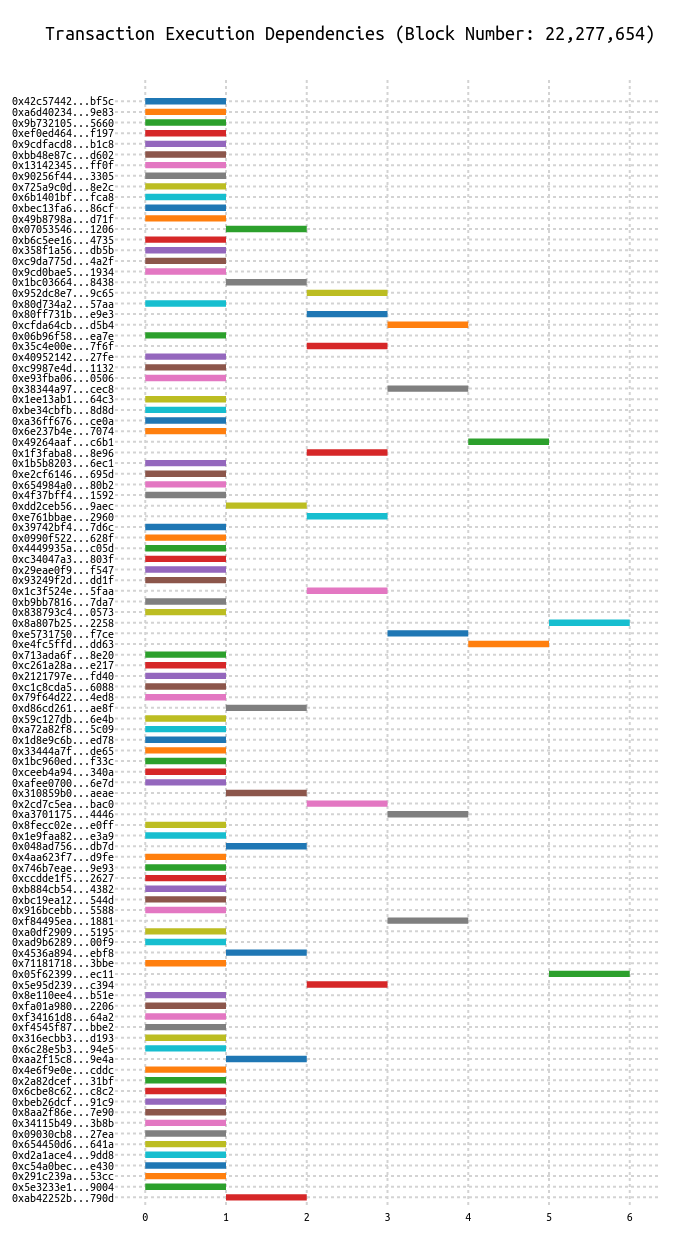 Transaction Execution Dependencies (Block Number: 22,277,654)
0x42c57442...bf5c
0xa6d40234...9e83
0x9b732105...5660
0xef0ed464...f197
0x9cdfacd8...b1c8
0xbb48e87c...d602
0x13142345...ff0f
0x90256f44...3305
0x725a9c0d...8e2c
0x6b1401bf...fca8
0xbec13fa6...86cf
0x49b8798a...d71f
0x07053546...1206
0xb6c5ee16...4735
0x358f1a56...db5b
0xc9da775d...4a2f
0x9cd0bae5...1934
0x1bc03664...8438
0x952dc8e7...9c65
0x80d734a2...57aa
0x80ff731b...e9e3
0xcfda64cb...d5b4
0x06b96f58...ea7e
0x35c4e00e...7f6f
0x40952142...27fe
0xc9987e4d...1132
0xe93fba06...0506
0x38344a97...cec8
0x1ee13ab1...64c3
0xbe34cbfb...8d8d
0xa36ff676...ce0a
0x6e237b4e...7074
0x49264aaf...c6b1
0x1f3faba8...8e96
0x1b5b8203...6ec1
0xe2cf6146...695d
0x654984a0...80b2
0x4f37bff4...1592
0xdd2ceb56...9aec
0xe761bbae...2960
0x39742bf4...7d6c
0x0990f522...628f
0x4449935a...c05d
0xc34047a3...803f
0x29eae0f9...f547
0x93249f2d...dd1f
0x1c3f524e...5faa
0xb9bb7816...7da7
0x838793c4...0573
0x8a807b25...2258
0xe5731750...f7ce
0xe4fc5ffd...dd63
0x713ada6f...8e20
0xc261a28a...e217
0x2121797e...fd40
0xc1c8cda5...6088
0x79f64d22...4ed8
0xd86cd261...ae8f
0x59c127db...6e4b
0xa72a82f8...5c09
0x1d8e9c6b...ed78
0x33444a7f...de65
0x1bc960ed...f33c
0xceeb4a94...340a
0xafee0700...6e7d
0x310859b0...aeae
0x2cd7c5ea...bac0
0xa3701175...4446
0x8fecc02e...e0ff
0x1e9faa82...e3a9
0x048ad756...db7d
0x4aa623f7...d9fe
0x746b7eae...9e93
0xccdde1f5...2627
0xb884cb54...4382
0xbc19ea12...544d
0x916bcebb...5588
0xf84495ea...1881
0xa0df2909...5195
0xad9b6289...00f9
0x4536a894...ebf8
0x71181718...3bbe
0x05f62399...ec11
0x5e95d239...c394
0x8e110ee4...b51e
0xfa01a980...2206
0xf34161d8...64a2
0xf4545f87...bbe2
0x316ecbb3...d193
0x6c28e5b3...94e5
0xaa2f15c8...9e4a
0x4e6f9e0e...cddc
0x2a82dcef...31bf
0x6cbe8c62...c8c2
0xbeb26dcf...91c9
0x8aa2f86e...7e90
0x34115b49...3b8b
0x09030cb8...27ea
0x654450d6...641a
0xd2a1ace4...9dd8
0xc54a0bec...e430
0x291c239a...53cc
0x5e3233e1...9004
0xab42252b...790d
0 1 2 3 4 5 6